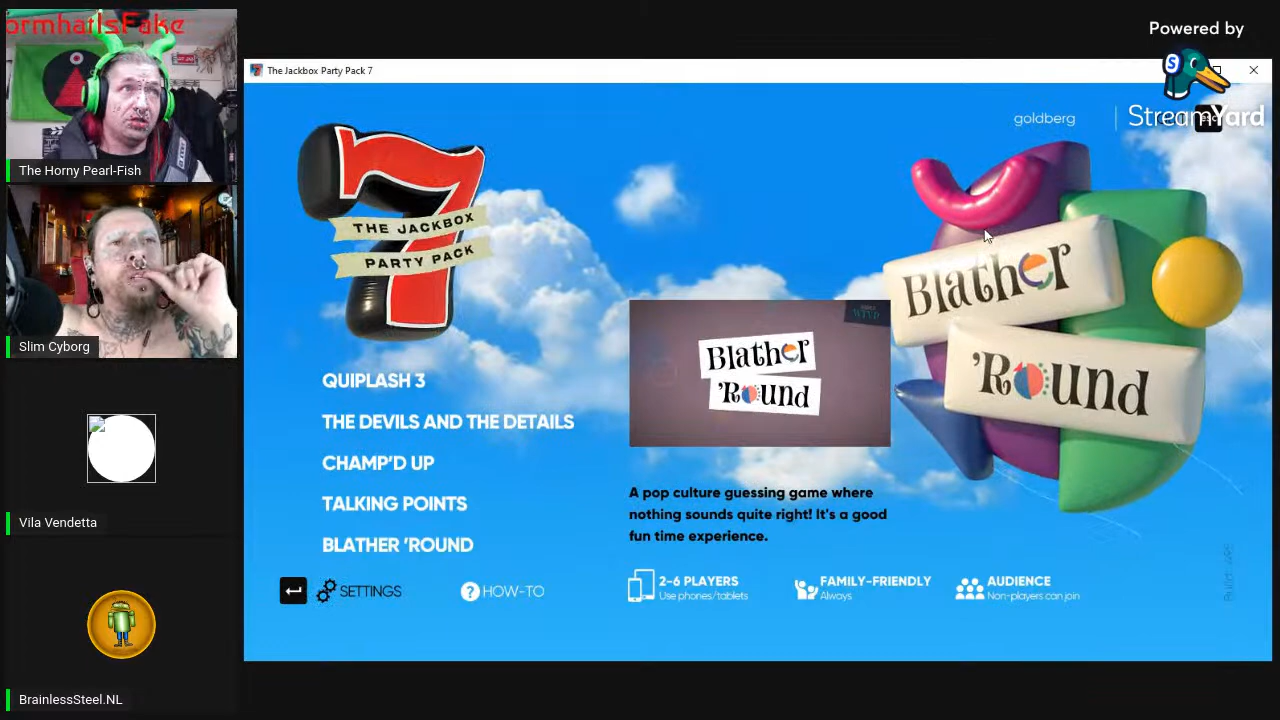 ormhatIsFake
The Horny Pearl-Fish
Slim Cyborg
Vila Vendetta
BrainlessSteel.NL
The Jackbox Party Pack 7
Powered by
StreamYard
goldberg
THE JACKBOX
PARTY PACK
Blather
'Round
Blather
'Round
QUIPLASH 3
THE DEVILS AND THE DETAILS
CHAMP'D UP
TALKING POINTS
BLATHER 'ROUND
A pop culture guessing game where
nothing sounds quite right! It's a good
fun time experience.
SETTINGS
HOW-TO
2-6 PLAYERS
Use phones/tablets
FAMILY-FRIENDLY
Always
AUDIENCE
Non-players can join